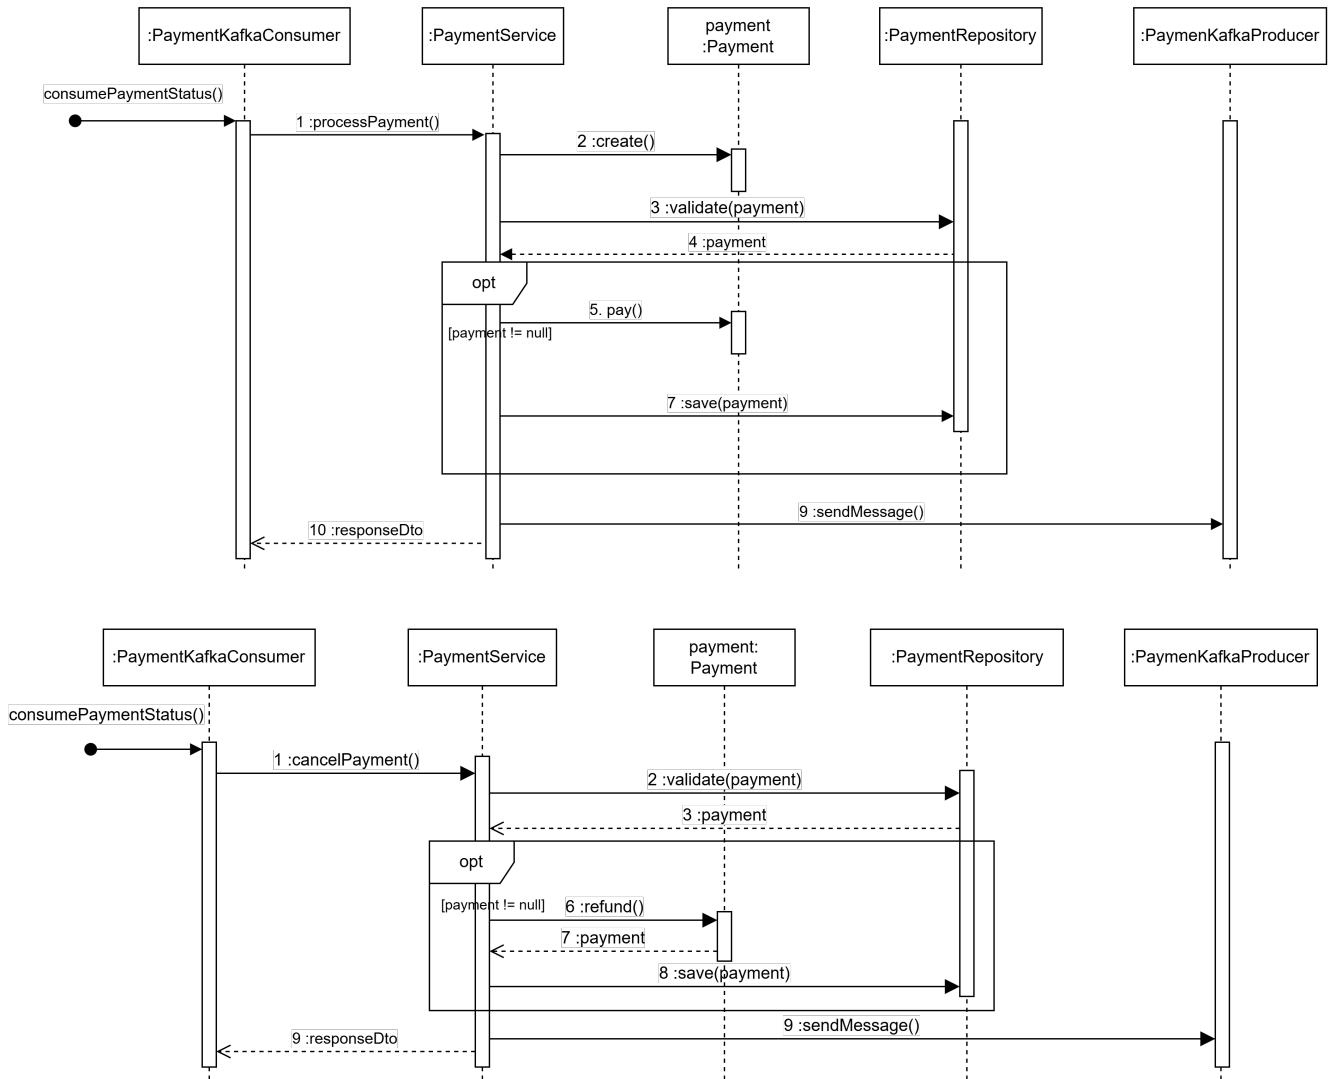 :PaymentKafkaConsumer
:PaymentService
payment
:Payment
:PaymentRepository
:PaymenKafkaProducer
consumePaymentStatus()
1 :processPayment()
2 :create()
3 :validate(payment)
4 :payment
opt
5. pay()
[payment != null]
7 :save(payment)
9 :sendMessage()
10 :responseDto
:PaymentKafkaConsumer
:PaymentService
payment:
Payment
:PaymentRepository
:PaymenKafkaProducer
consumePaymentStatus()
1 :cancelPayment()
2 :validate(payment)
3 :payment
opt
[payment != null]
6 :refund()
7 :payment
8 :save(payment)
9 :sendMessage()
9 :responseDto